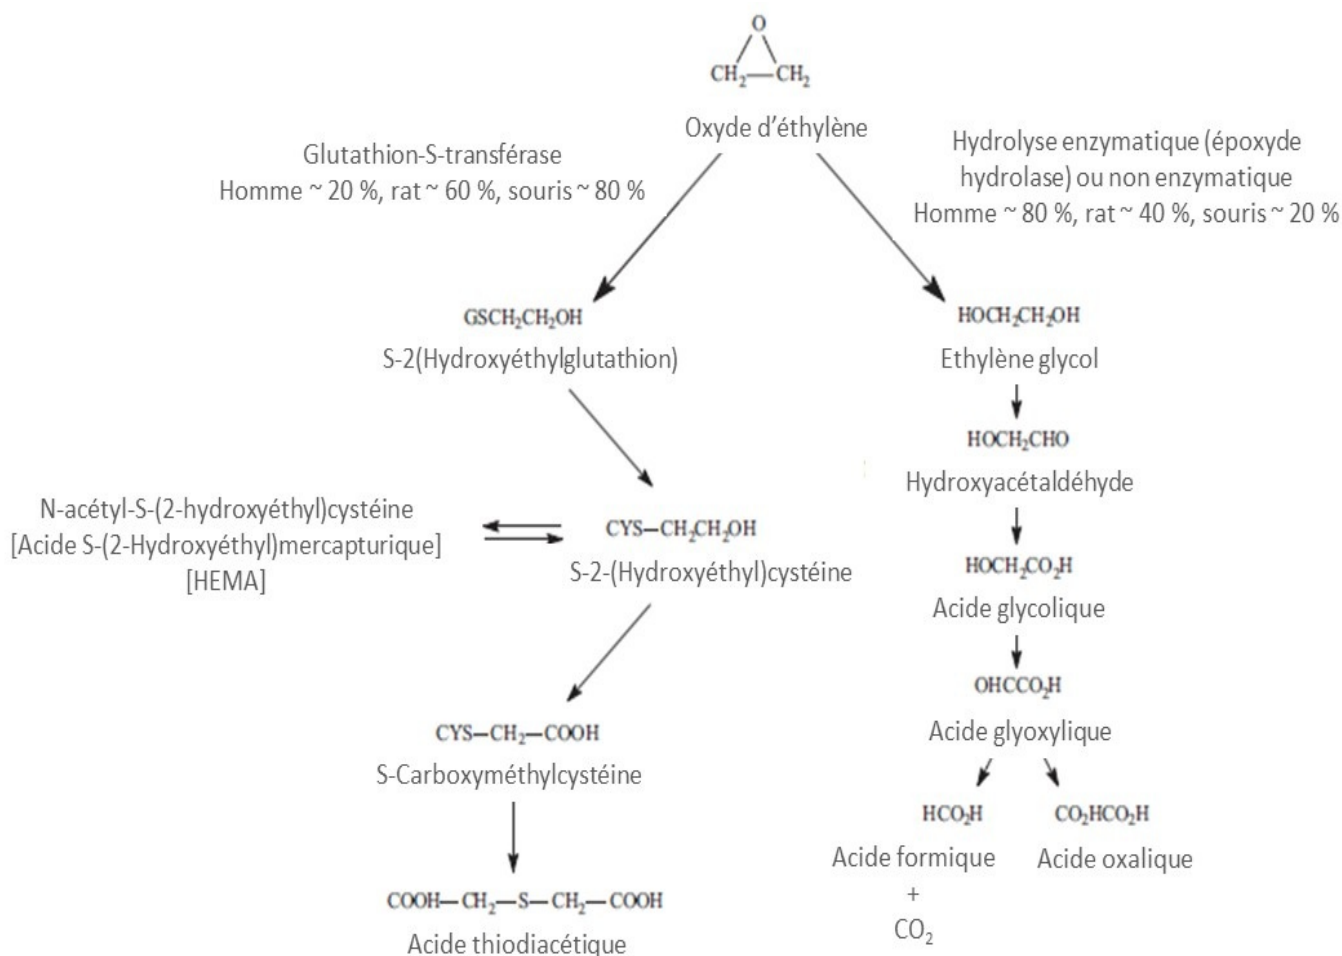 O
CH₂—CH₂
Oxyde d'éthylène
Glutathion-S-transférase
Homme ~ 20 %, rat ~ 60 %, souris ~ 80 %
Hydrolyse enzymatique (époxyde
hydrolase) ou non enzymatique
Homme ~ 80 %, rat ~ 40 %, souris ~ 20 %
GSCH₂CH₂OH
S-2(Hydroxyéthylglutathion)
HOCH₂CH₂OH
Ethylène glycol
HOCH₂CHO
Hydroxyacétaldéhyde
N-acétyl-S-(2-hydroxyéthyl)cystéine
[Acide S-(2-Hydroxyéthyl)mercapturique]
[HEMA]
CYS—CH₂CH₂OH
S-2-(Hydroxyéthyl)cystéine
HOCH₂CO₂H
Acide glycolique
OHCCO₂H
Acide glyoxylique
CYS—CH₂—COOH
S-Carboxyméthylcystéine
HCO₂H
Acide formique
+
CO₂
CO₂HCO₂H
Acide oxalique
COOH—CH₂—S—CH₂—COOH
Acide thiodiacétique